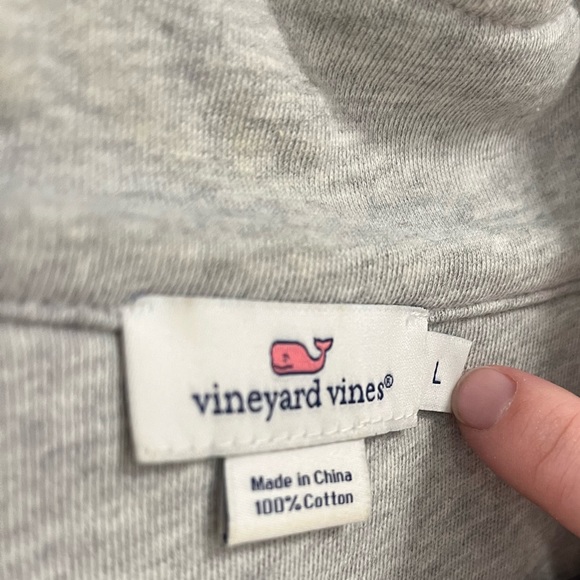 vineyard vines®
L
Made in China
100% Cotton